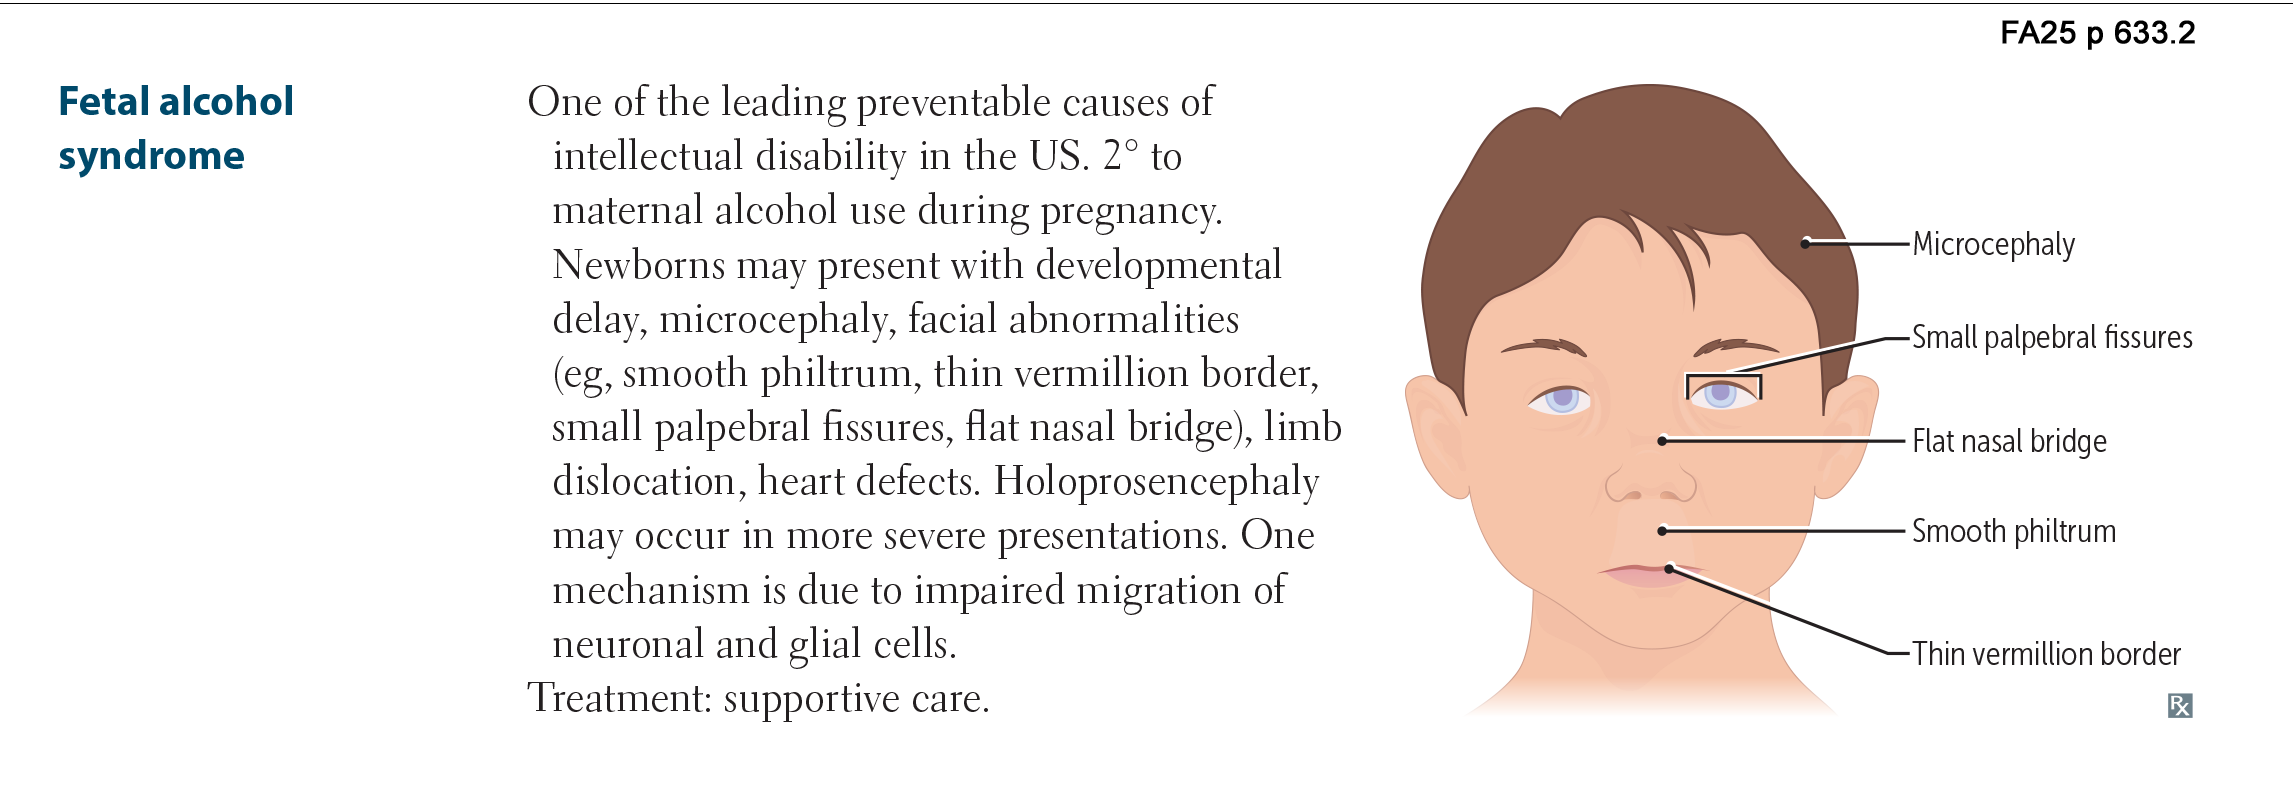 FA25 p 633.2
Fetal alcohol
syndrome
One of the leading preventable causes of
intellectual disability in the US. 2° to
maternal alcohol use during pregnancy.
Newborns may present with developmental
delay, microcephaly, facial abnormalities
(eg, smooth philtrum, thin vermillion border,
small palpebral fissures, flat nasal bridge), limb
dislocation, heart defects. Holoprosencephaly
may occur in more severe presentations. One
mechanism is due to impaired migration of
neuronal and glial cells.
Treatment: supportive care.
Microcephaly
Small palpebral fissures
Flat nasal bridge
Smooth philtrum
Thin vermillion border
Rx